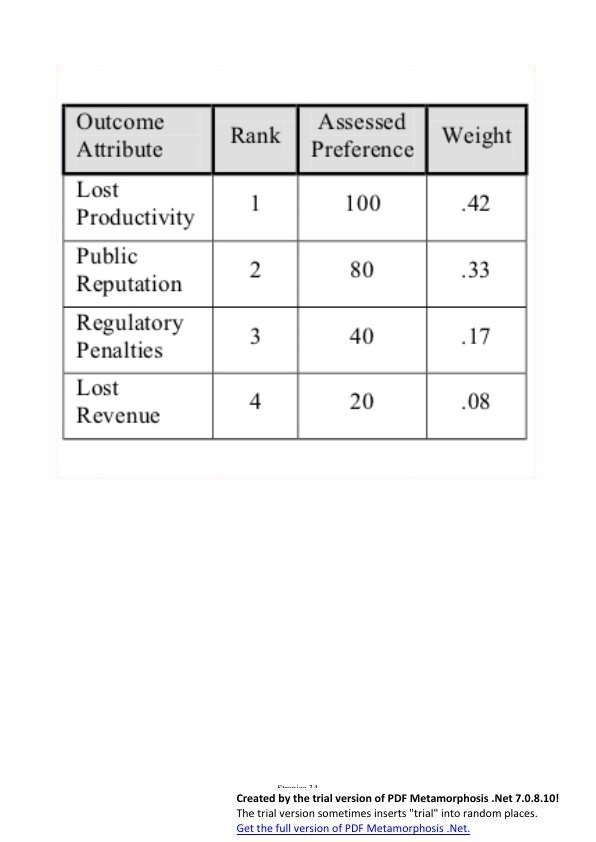 Outcome Attribute Rank Assessed Preference Weight
Lost Productivity 1 100 .42
Public Reputation 2 80 .33
Regulatory Penalties 3 40 .17
Lost Revenue 4 20 .08
Created by the trial version of PDF Metamorphosis .Net 7.0.8.10!
The trial version sometimes inserts "trial" into random places.
Get the full version of PDF Metamorphosis .Net.